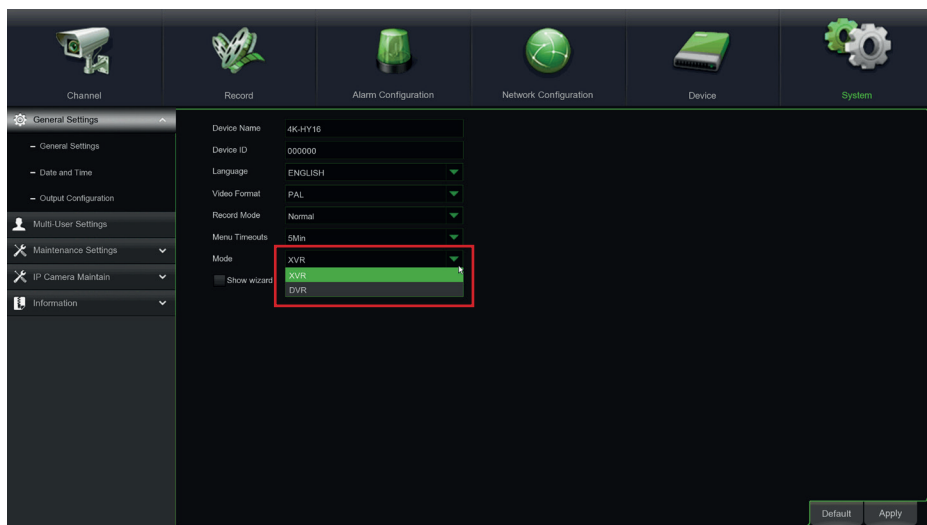 Channel
Record
Alarm Configuration
Network Configuration
Device
System
General Settings
– General Settings
– Date and Time
– Output Configuration
Multi-User Settings
Maintenance Settings
IP Camera Maintain
Information
Device Name 4K-HY16
Device ID 000000
Language ENGLISH
Video Format PAL
Record Mode Normal
Menu Timeouts 5Min
Mode XVR
XVR
Show wizard
DVR
Default
Apply